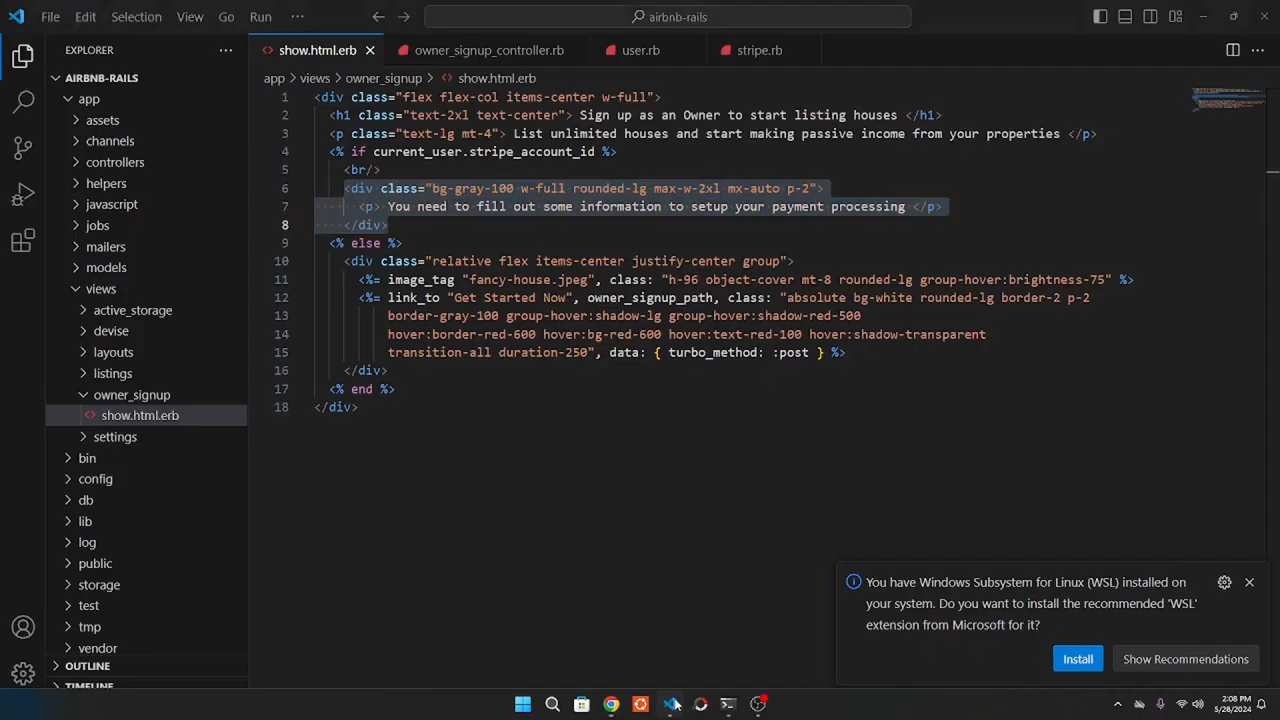 File Edit Selection View Go Run ···
airbnb-rails
EXPLORER
show.html.erb
owner_signup_controller.rb
user.rb
stripe.rb
AIRBNB-RAILS
app
assets
channels
controllers
helpers
javascript
jobs
mailers
models
views
active_storage
devise
layouts
listings
owner_signup
show.html.erb
settings
bin
config
db
lib
log
public
storage
test
tmp
vendor
OUTLINE
TIMELINE
app > views > owner_signup > show.html.erb
1 <div class="flex flex-col items-center w-full">
2 <h1 class="text-2xl text-center"> Sign up as an Owner to start listing houses </h1>
3 <p class="text-lg mt-4"> List unlimited houses and start making passive income from your properties </p>
4 <% if current_user.stripe_account_id %>
5 <br/>
6 <div class="bg-gray-100 w-full rounded-lg max-w-2xl mx-auto p-2">
7 <p> You need to fill out some information to setup your payment processing </p>
8 </div>
9 <% else %>
10 <div class="relative flex items-center justify-center group">
11 <%= image_tag "fancy-house.jpeg", class: "h-96 object-cover mt-8 rounded-lg group-hover:brightness-75" %>
12 <%= link_to "Get Started Now", owner_signup_path, class: "absolute bg-white rounded-lg border-2 p-2
13 border-gray-100 group-hover:shadow-lg group-hover:shadow-red-500
14 hover:border-red-600 hover:bg-red-600 hover:text-red-100 hover:shadow-transparent
15 transition-all duration-250", data: { turbo_method: :post } %>
16 </div>
17 <% end %>
18 </div>
You have Windows Subsystem for Linux (WSL) installed on
your system. Do you want to install the recommended 'WSL'
extension from Microsoft for it?
Install
Show Recommendations
2:08 PM
5/28/2024